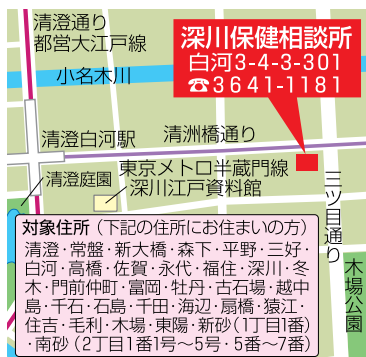 清澄通り
都営大江戸線
小名木川
深川保健相談所
白河3-4-3-301
☎3641-1181
清澄白河駅
清洲橋通り
東京メトロ半蔵門線
清澄庭園
深川江戸資料館
三ツ目通り
木場公園
対象住所(下記の住所にお住まいの方)
清澄・常盤・新大橋・森下・平野・三好・
白河・高橋・佐賀・永代・福住・深川・冬
木・門前仲町・富岡・牡丹・古石場・越中
島・千石・石島・千田・海辺・扇橋・猿江・
住吉・毛利・木場・東陽・新砂(1丁目1番)
・南砂(2丁目1番1号〜5号・5番〜7番)